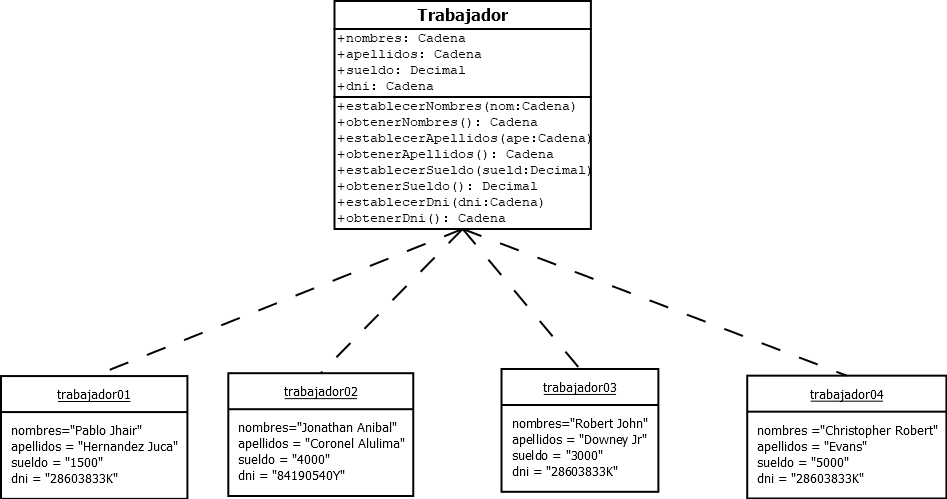 Trabajador
+nombres: Cadena
+apellidos: Cadena
+sueldo: Decimal
+dni: Cadena
+establecerNombres(nom:Cadena)
+obtenerNombres(): Cadena
+establecerApellidos(ape:Cadena)
+obtenerApellidos(): Cadena
+establecerSueldo(sueld:Decimal)
+obtenerSueldo(): Decimal
+establecerDni(dni:Cadena)
+obtenerDni(): Cadena
trabajador01
nombres="Pablo Jhair"
apellidos = "Hernandez Juca"
sueldo = "1500"
dni = "28603833K"
trabajador02
nombres="Jonathan Anibal"
apellidos = "Coronel Alulima"
sueldo = "4000"
dni = "84190540Y"
trabajador03
nombres="Robert John"
apellidos = "Downey Jr"
sueldo = "3000"
dni = "28603833K"
trabajador04
nombres ="Christopher Robert"
apellidos = "Evans"
sueldo = "5000"
dni = "28603833K"